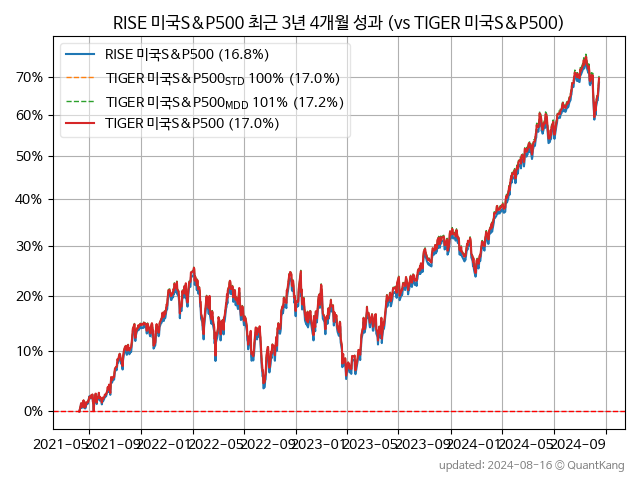 RISE 미국S&P500 최근 3년 4개월 성과 (vs TIGER 미국S&P500)
RISE 미국S&P500 (16.8%)
TIGER 미국S&P500STD 100% (17.0%)
TIGER 미국S&P500MDD 101% (17.2%)
TIGER 미국S&P500 (17.0%)
70%
60%
50%
40%
30%
20%
10%
0%
2021-05 2021-09 2022-01 2022-05 2022-09 2023-01 2023-05 2023-09 2024-01 2024-05 2024-09
updated: 2024-08-16 © QuantKang